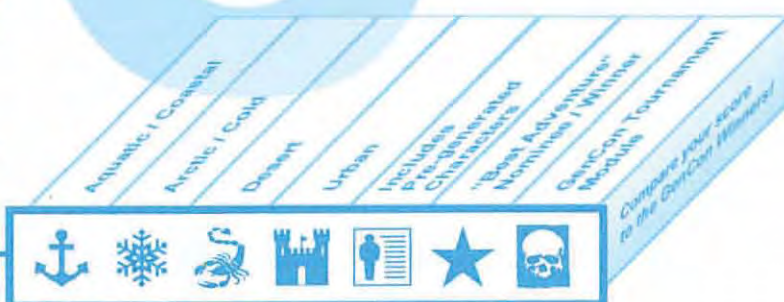 Aquatic / Coastal
Arctic / Cold
Desert
Urban
Includes
Pre-generated
Characters
"Best Adventure"
Nominee / Winner
GenCon Tournament
Module
Compare your score
to the GenCon Winners!